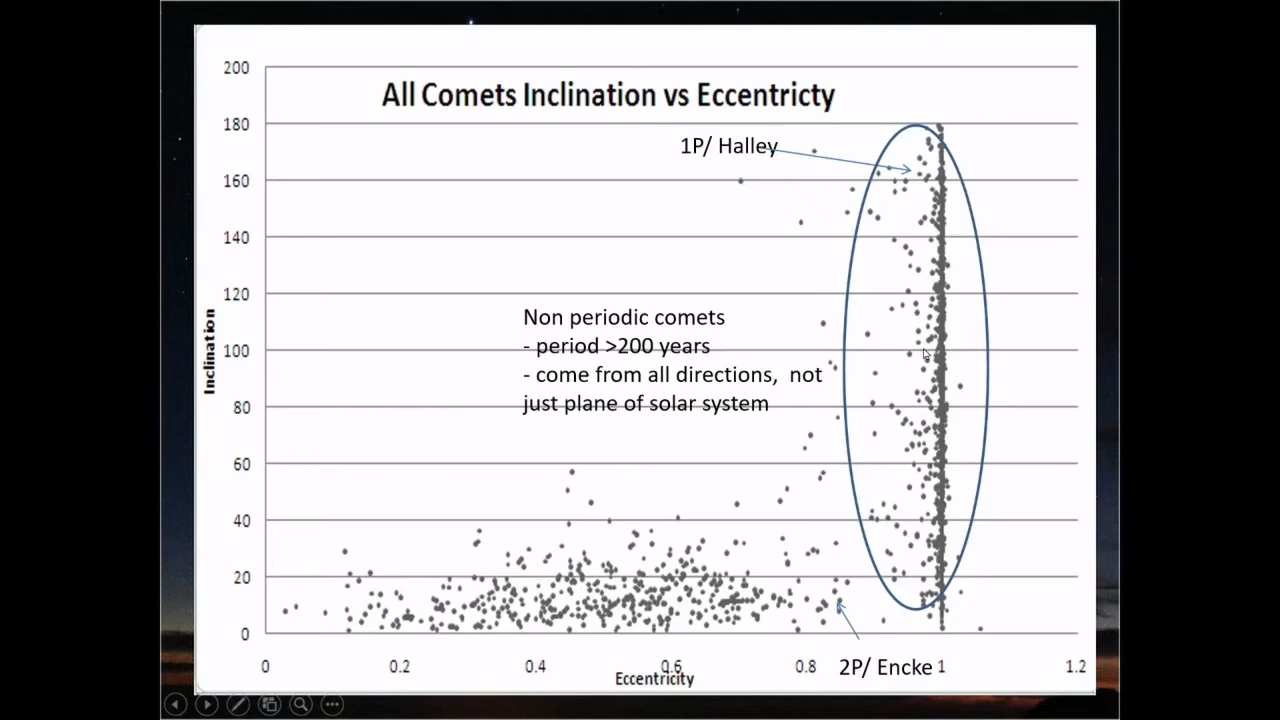 200
All Comets Inclination vs Eccentricty
180
1P/ Halley
160
140
120
Non periodic comets
- period >200 years
- come from all directions,  not
just plane of solar system
Inclination
100
80
60
40
20
0
0 0.2 0.4 0.6 0.8 1 1.2
2P/ Encke
Eccentricity